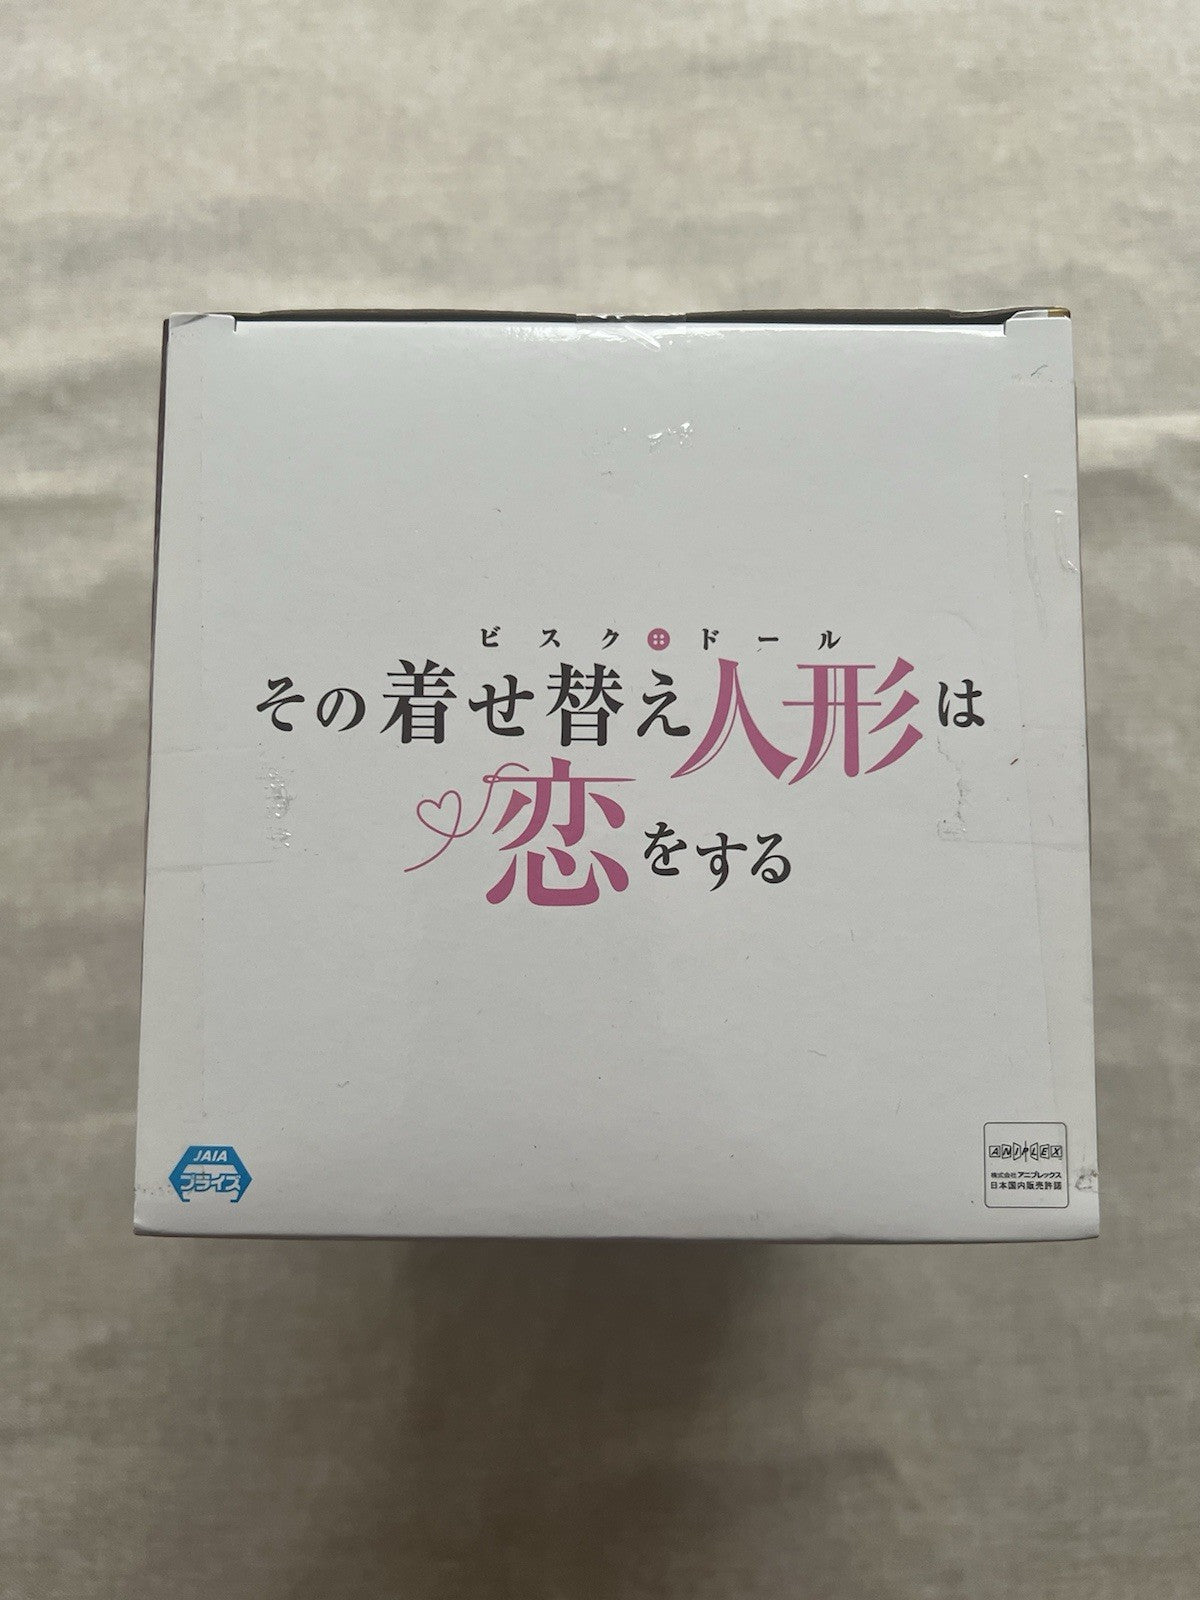 ビスク・ドール
その着せ替え人形は
恋をする
JAIA
プライズ
ANIPLEX
株式会社アニプレックス
日本国内販売許諾